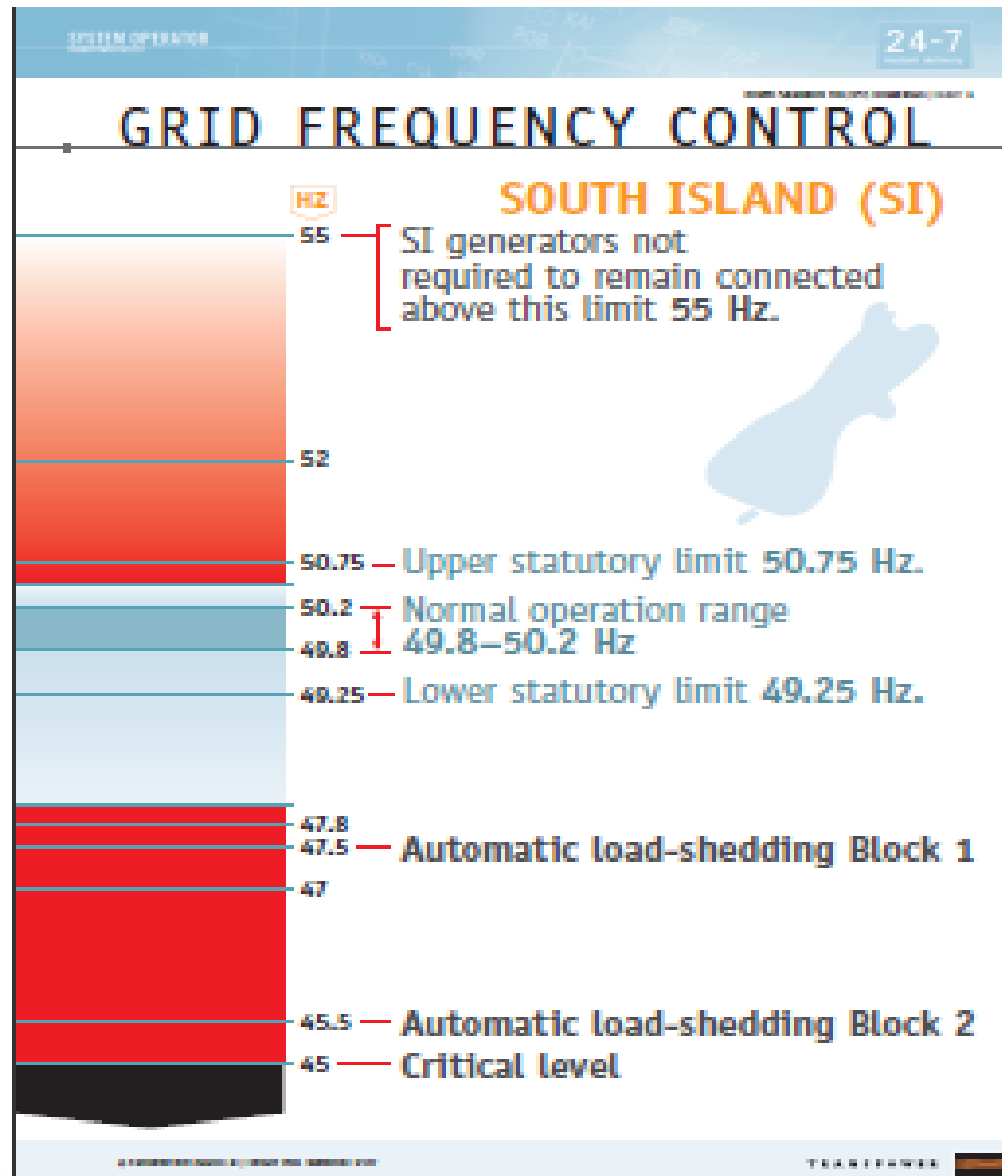 SYSTEM OPERATOR
24-7
GRID FREQUENCY CONTROL
HZ
SOUTH ISLAND (SI)
55
SI generators not
required to remain connected
above this limit 55 Hz.
52
50.75
Upper statutory limit 50.75 Hz.
50.2
Normal operation range
49.8–50.2 Hz
49.8
49.25
Lower statutory limit 49.25 Hz.
47.8
47.5
Automatic load-shedding Block 1
47
45.5
Automatic load-shedding Block 2
45
Critical level
TRANSPOWER